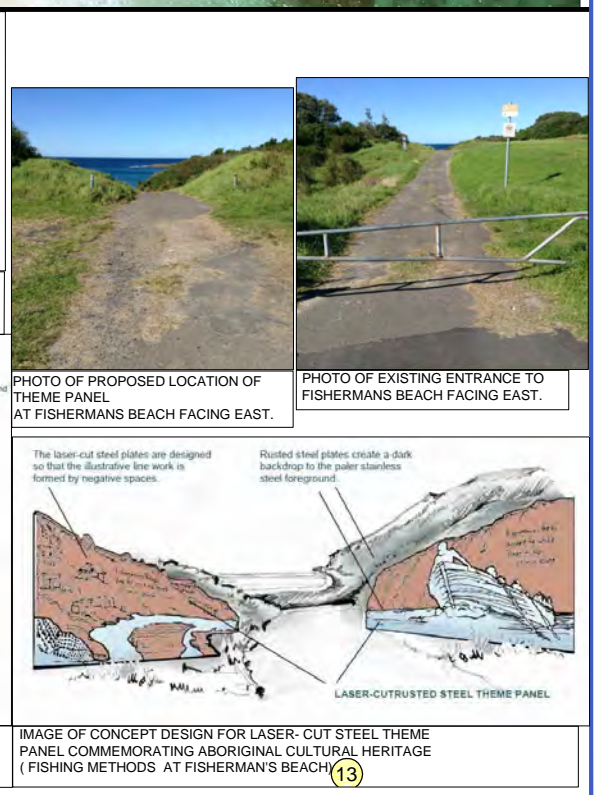 PHOTO OF PROPOSED LOCATION OF
THEME PANEL
AT FISHERMANS BEACH FACING EAST.
PHOTO OF EXISTING ENTRANCE TO
FISHERMANS BEACH FACING EAST.
The laser-cut steel plates are designed
so that the illustrative line work is
formed by negative spaces.
Rusted steel plates create a dark
backdrop to the paler stainless
steel foreground.
LASER-CUTRUSTED STEEL THEME PANEL
IMAGE OF CONCEPT DESIGN FOR LASER- CUT STEEL THEME
PANEL COMMEMORATING ABORIGINAL CULTURAL HERITAGE
( FISHING METHODS AT FISHERMAN'S BEACH)
13